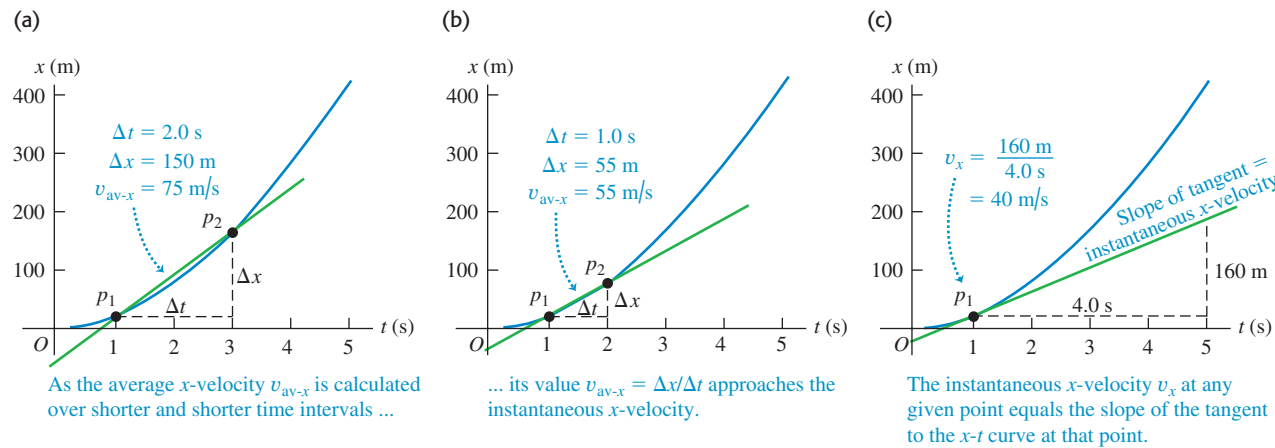 (a)
x (m)
400
300
200
100
O
1
2
3
4
5
t (s)
Δt = 2.0 s
Δx = 150 m
vav-x = 75 m/s
p2
p1
Δt
Δx
As the average x-velocity vav-x is calculated
over shorter and shorter time intervals ...
(b)
x (m)
400
300
200
100
O
1
2
3
4
5
t (s)
Δt = 1.0 s
Δx = 55 m
vav-x = 55 m/s
p2
p1
Δt
Δx
... its value vav-x = Δx/Δt approaches the
instantaneous x-velocity.
(c)
x (m)
400
300
200
100
O
1
2
3
4
5
t (s)
vx = 160 m
4.0 s
= 40 m/s
Slope of tangent =
instantaneous x-velocity
p1
4.0 s
160 m
The instantaneous x-velocity vx at any
given point equals the slope of the tangent
to the x-t curve at that point.